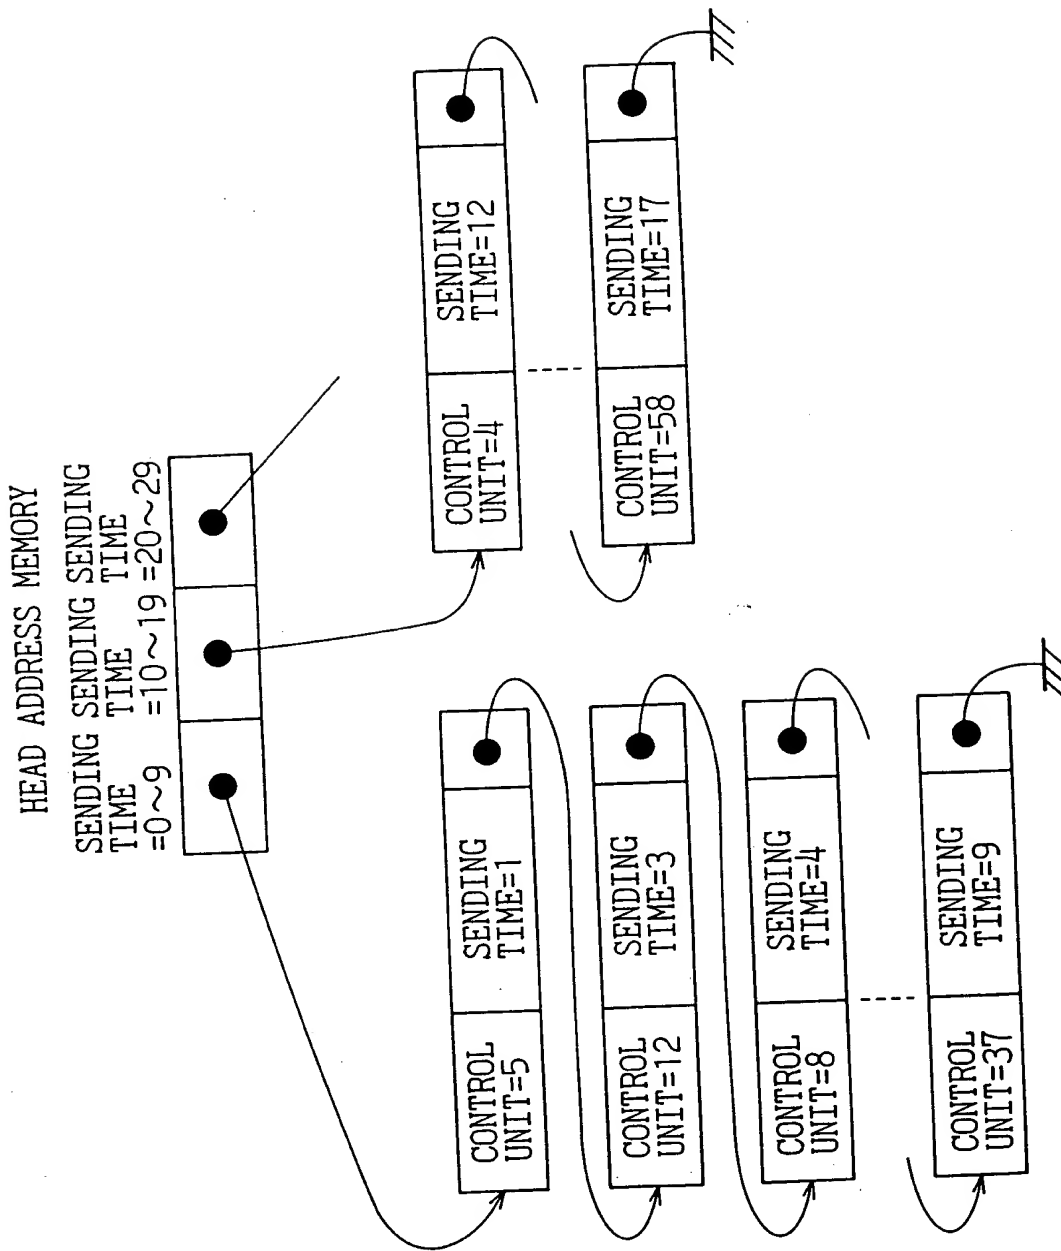 HEAD ADDRESS MEMORY
SENDING SENDING SENDING
TIME TIME TIME
=0~9 =10~19 =20~29
CONTROL
UNIT=5
SENDING
TIME=1
CONTROL
UNIT=12
SENDING
TIME=3
CONTROL
UNIT=8
SENDING
TIME=4
CONTROL
UNIT=37
SENDING
TIME=9
CONTROL
UNIT=4
SENDING
TIME=12
CONTROL
UNIT=58
SENDING
TIME=17